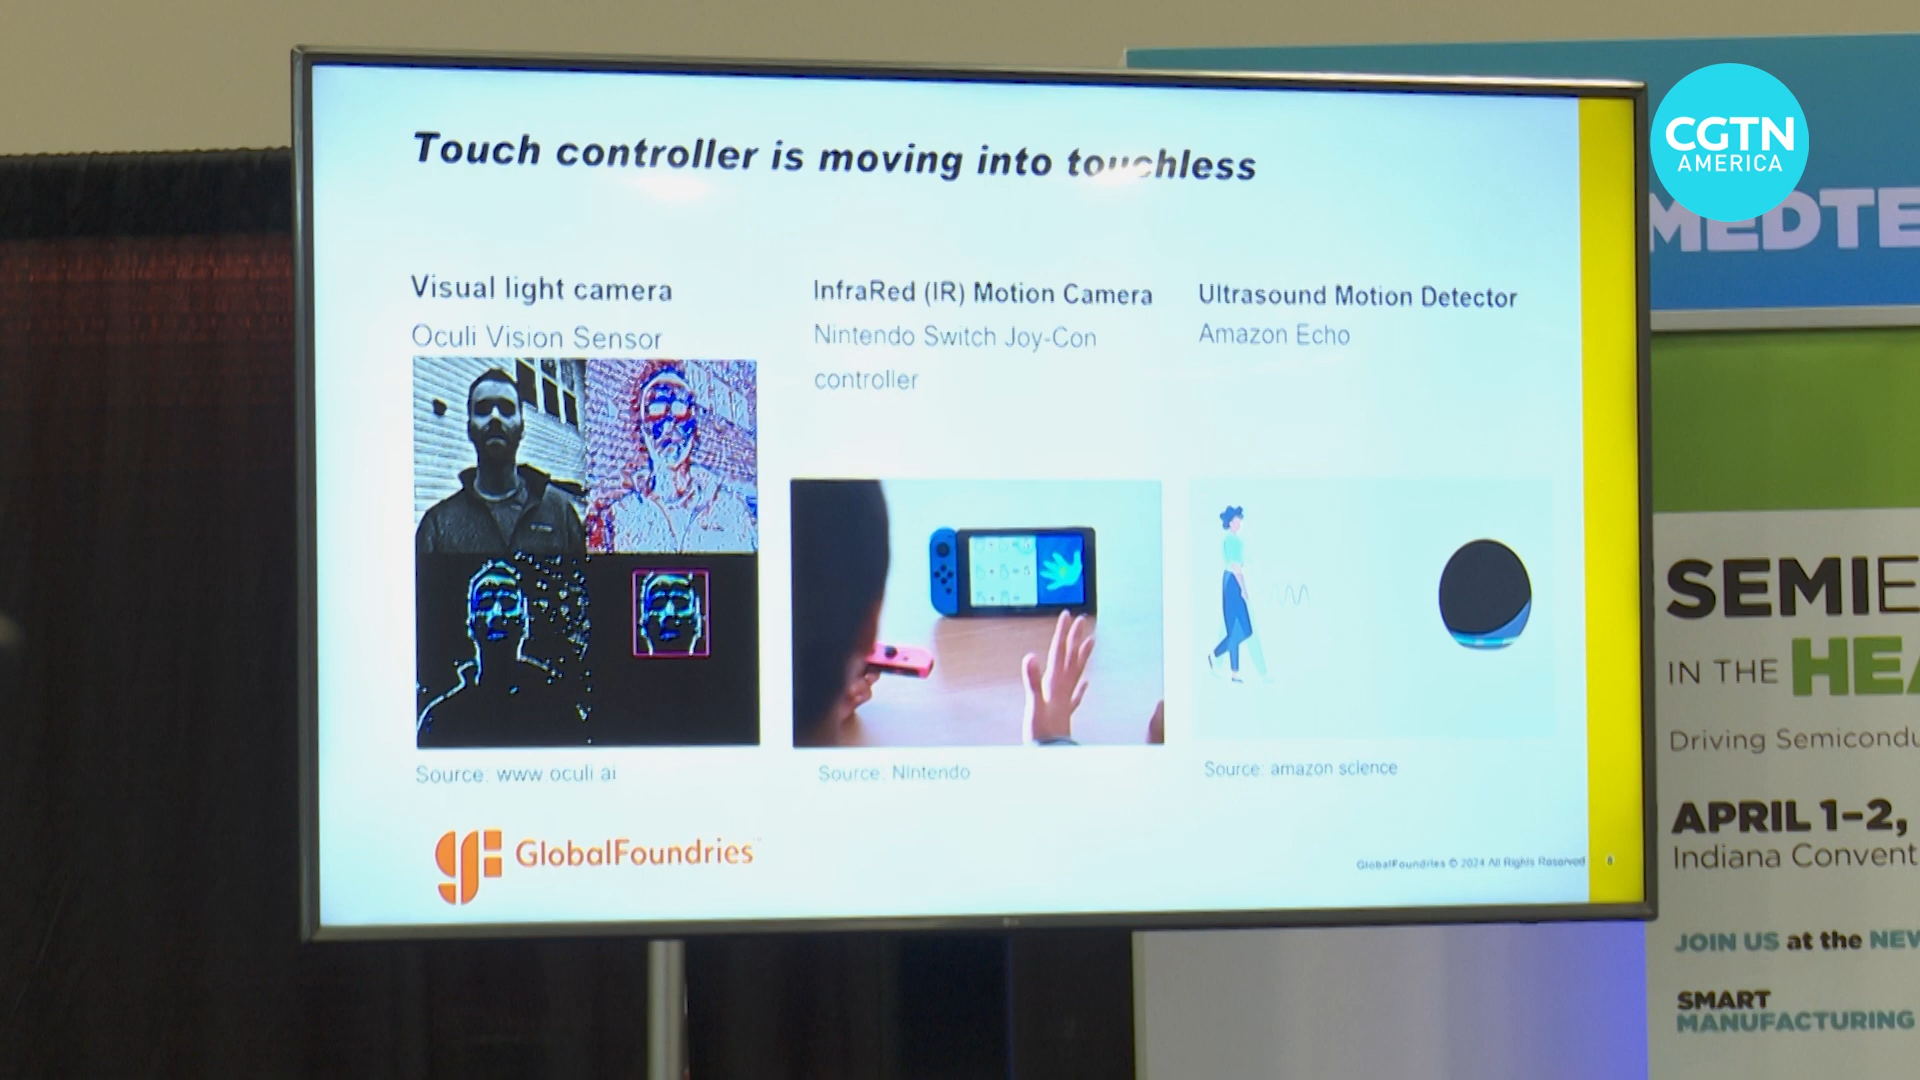 Touch controller is moving into touchless
Visual light camera
Oculi Vision Sensor
InfraRed (IR) Motion Camera
Nintendo Switch Joy-Con
controller
Ultrasound Motion Detector
Amazon Echo
Source: www oculi ai
Source: Nintendo
Source: amazon science
GlobalFoundries
GlobalFoundries © 2024 All Rights Reserved
8
CGTN
AMERICA
MEDTE
SEMIE
IN THE HEA
Driving Semicondu
APRIL 1–2,
Indiana Convent
JOIN US at the NEW
SMART
MANUFACTURING